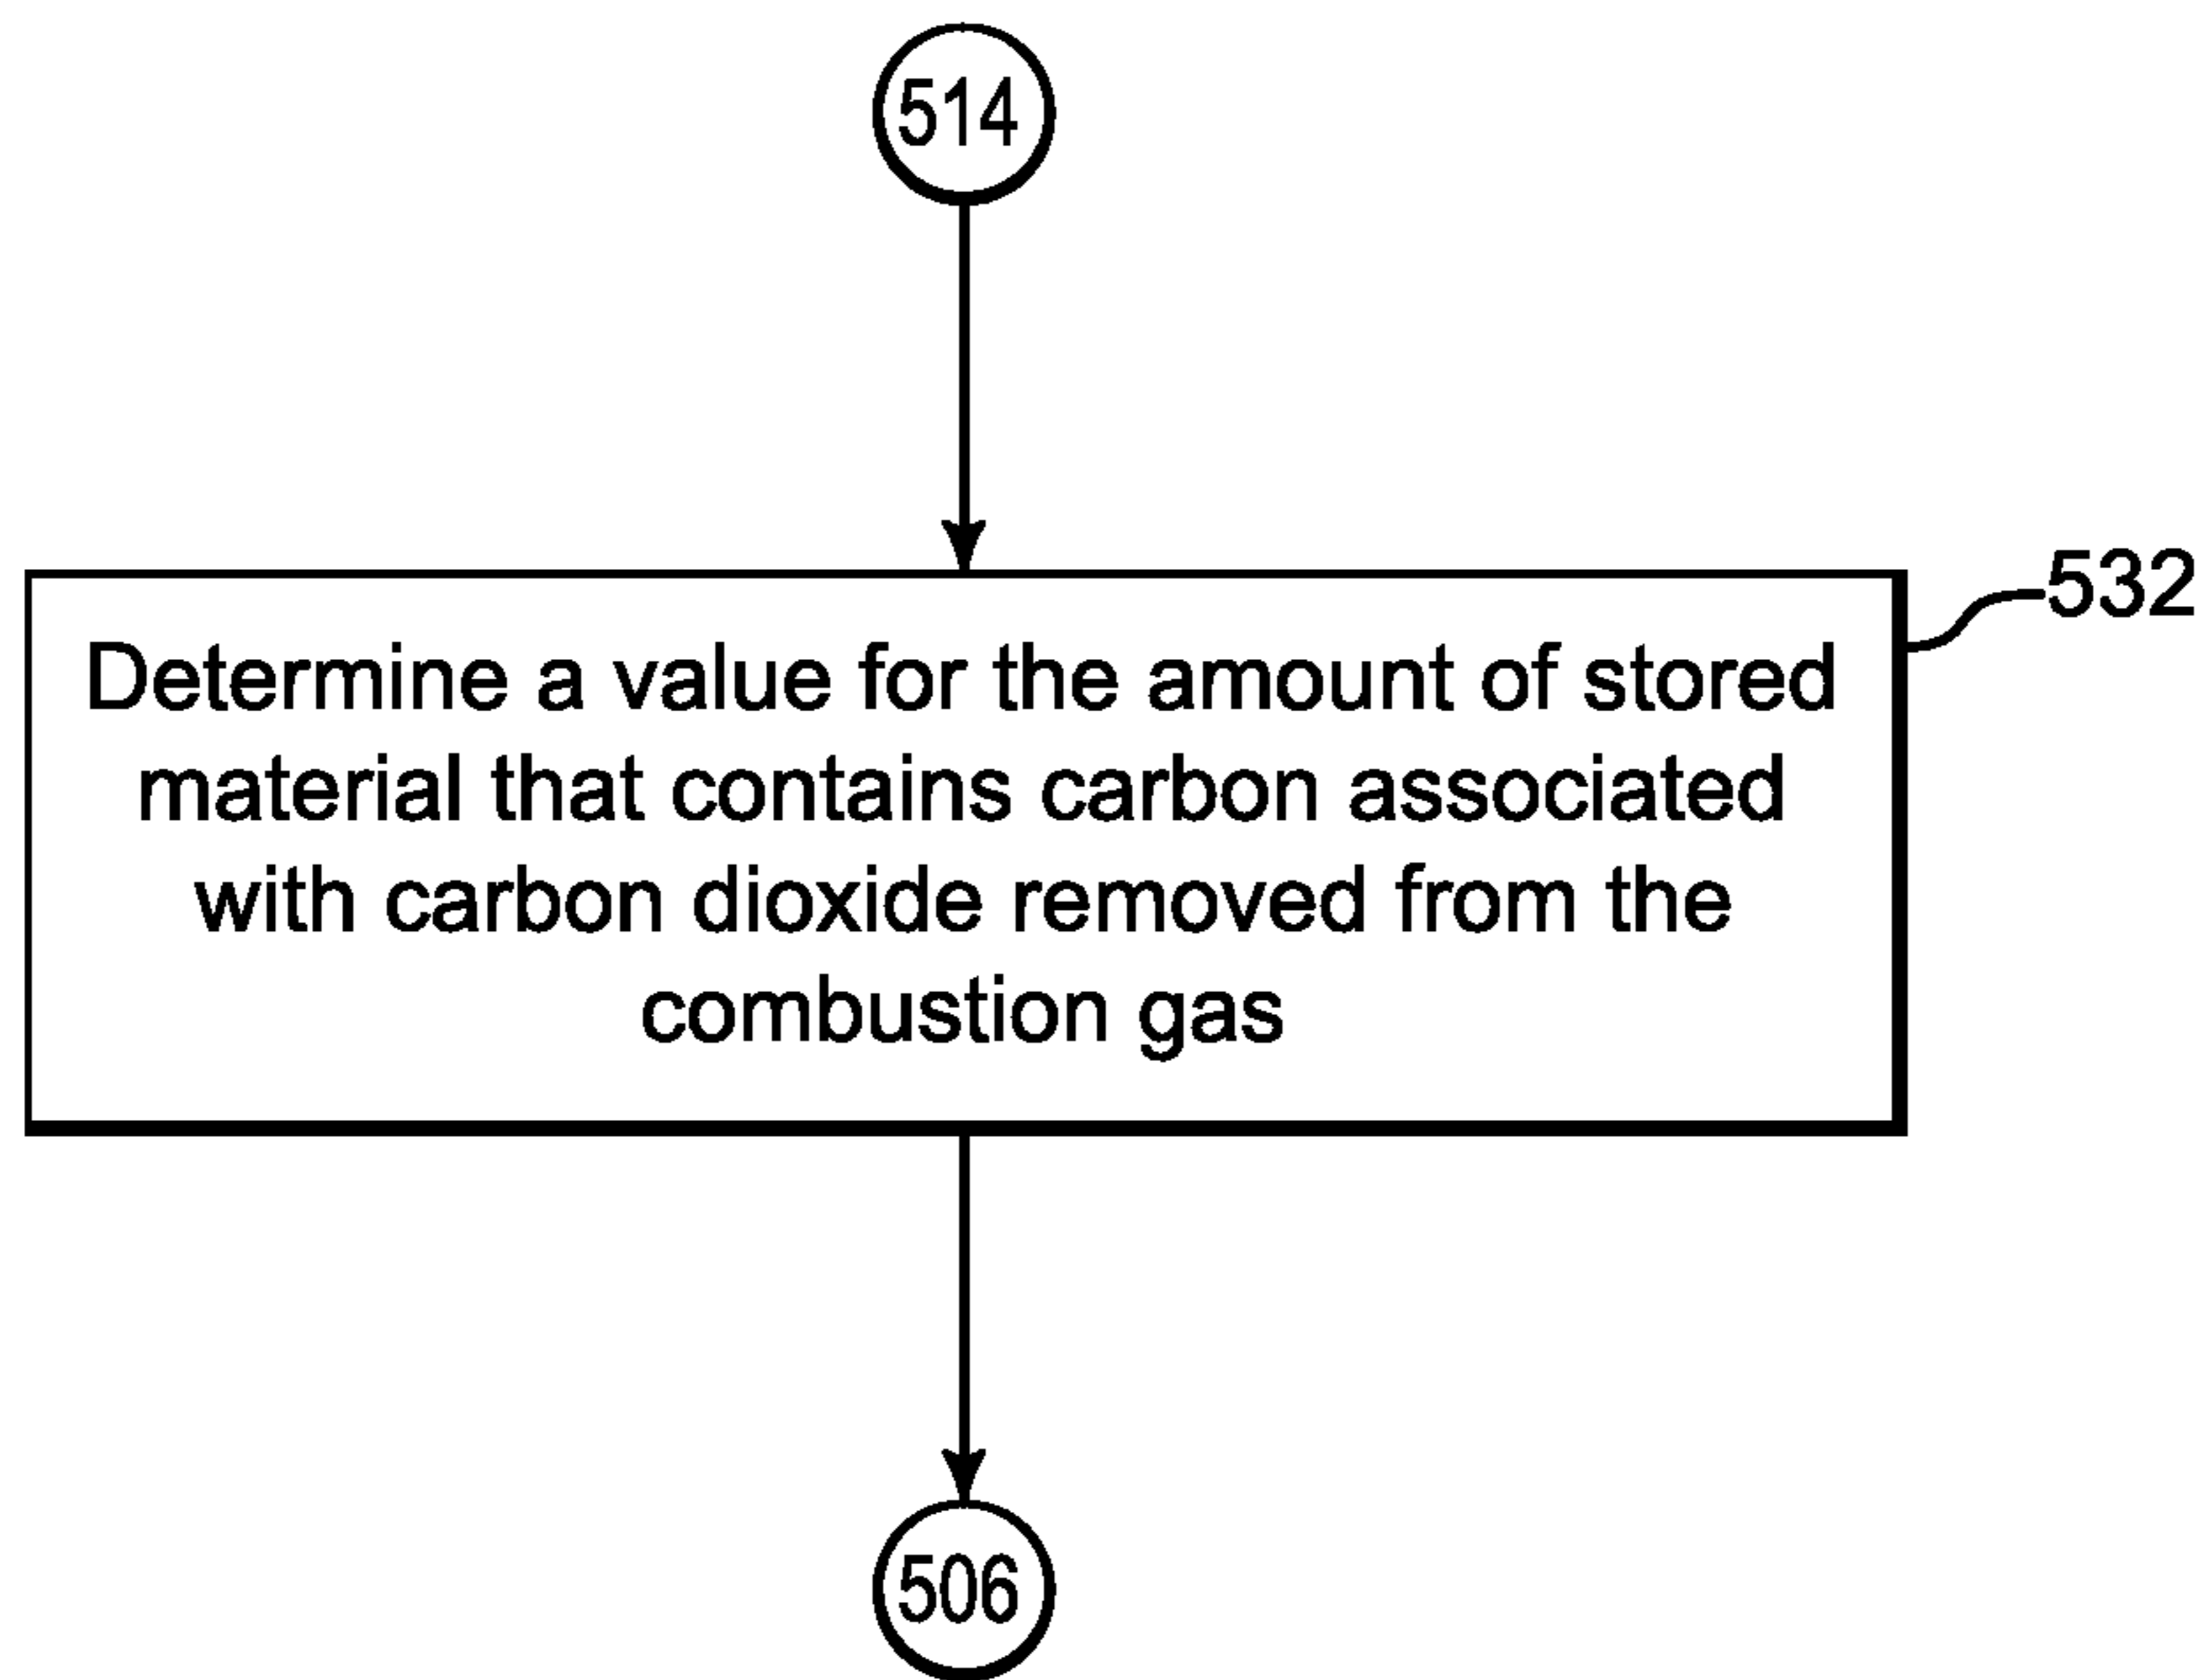 514
532
Determine a value for the amount of stored
material that contains carbon associated
with carbon dioxide removed from the
combustion gas
506